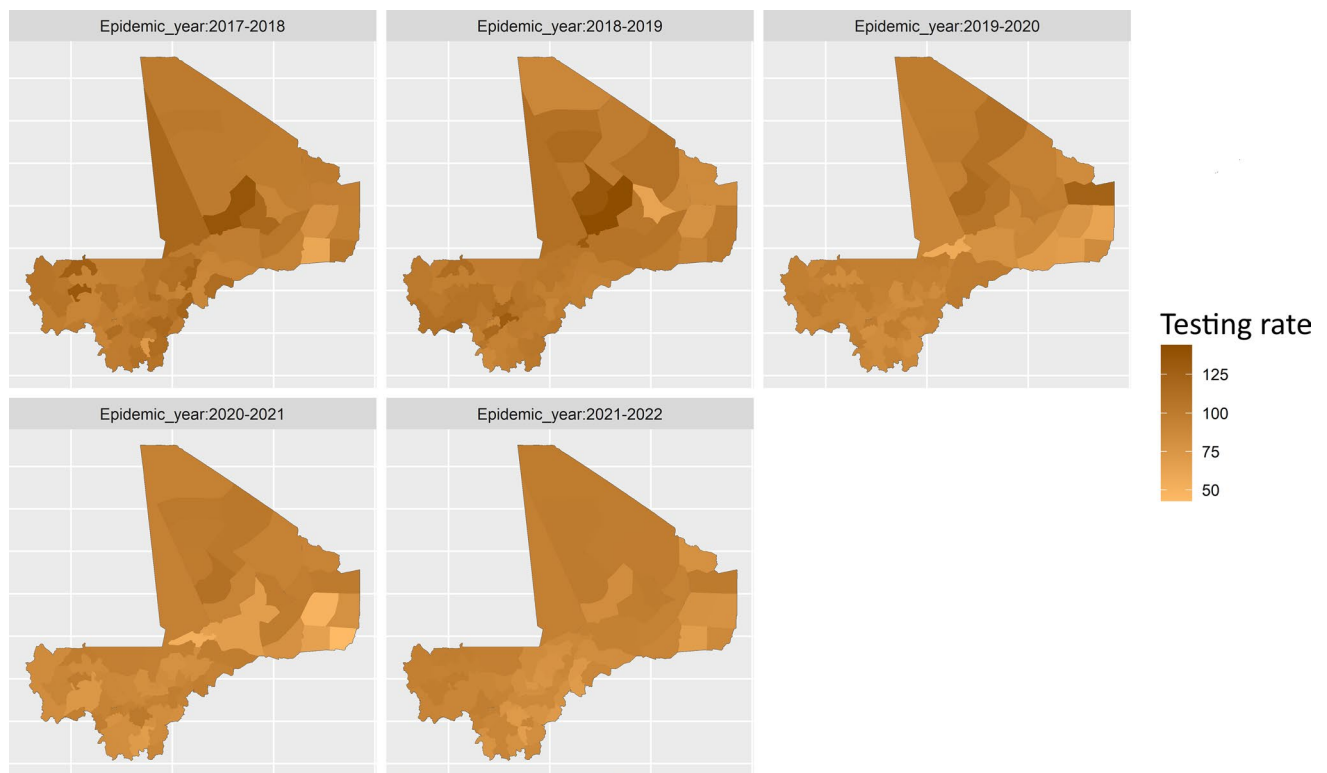 Epidemic_year:2017-2018
Epidemic_year:2018-2019
Epidemic_year:2019-2020
Testing rate
125
100
75
50
Epidemic_year:2020-2021
Epidemic_year:2021-2022